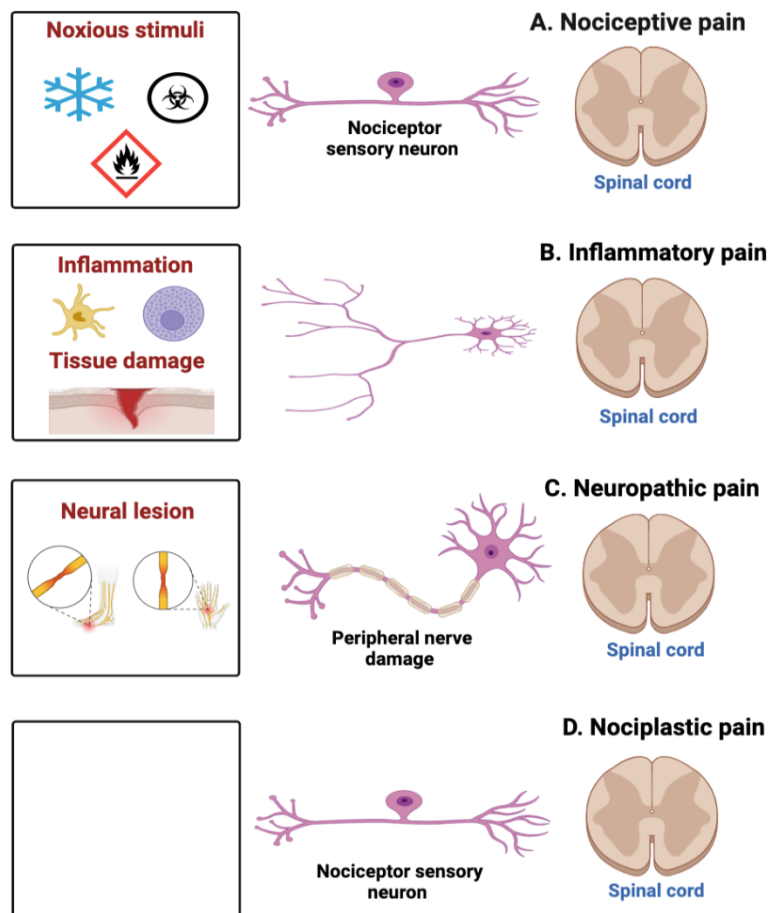 Noxious stimuli
A. Nociceptive pain
Nociceptor
sensory neuron
Spinal cord
Inflammation
Tissue damage
B. Inflammatory pain
Spinal cord
Neural lesion
C. Neuropathic pain
Peripheral nerve
damage
Spinal cord
D. Nociplastic pain
Nociceptor sensory
neuron
Spinal cord